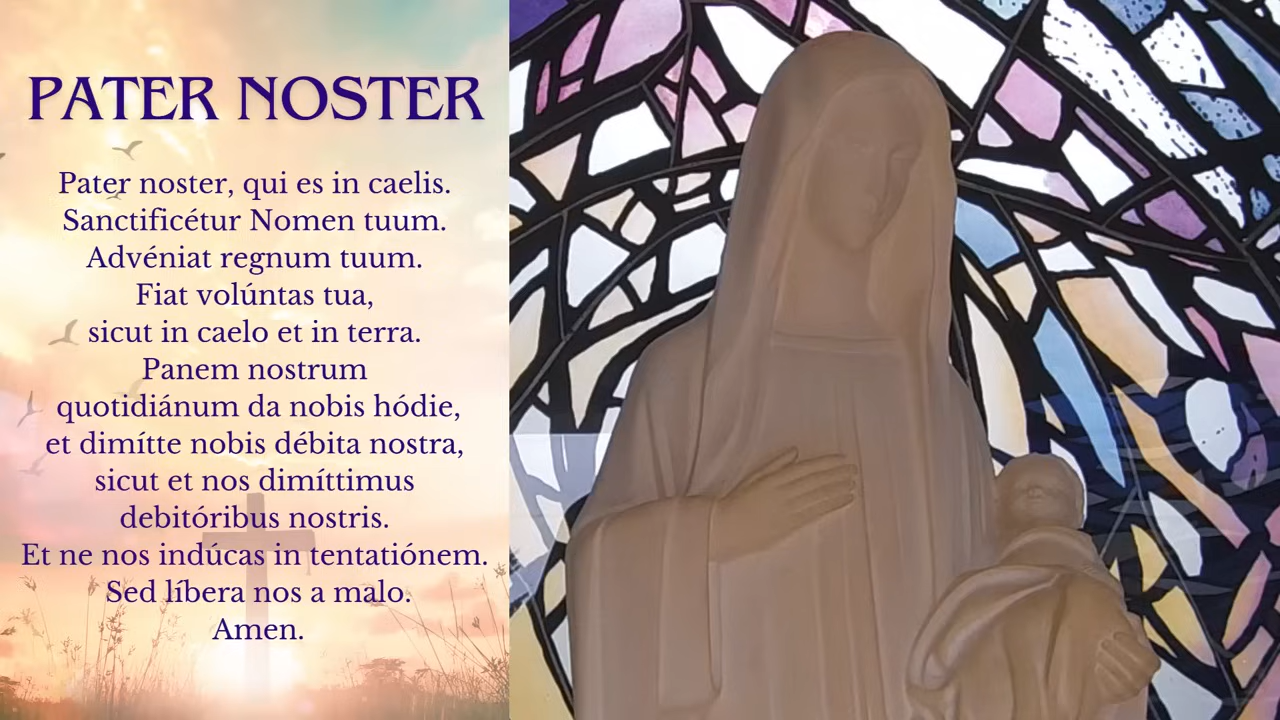 PATER NOSTER
Pater noster, qui es in caelis.
Sanctificétur Nomen tuum.
Advéniat regnum tuum.
Fiat volúntas tua,
sicut in caelo et in terra.
Panem nostrum
quotidiánum da nobis hódie,
et dimítte nobis débita nostra,
sicut et nos dimíttimus
debitóribus nostris.
Et ne nos indúcas in tentatiónem.
Sed líbera nos a malo.
Amen.